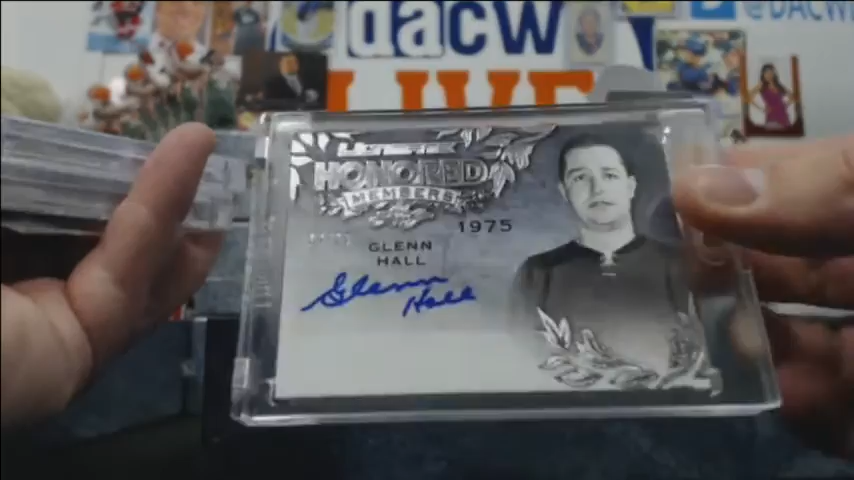 dacw
@DACW
LIVE
HONORED
MEMBERS
1975
GLENN
HALL
Glenn
Hall